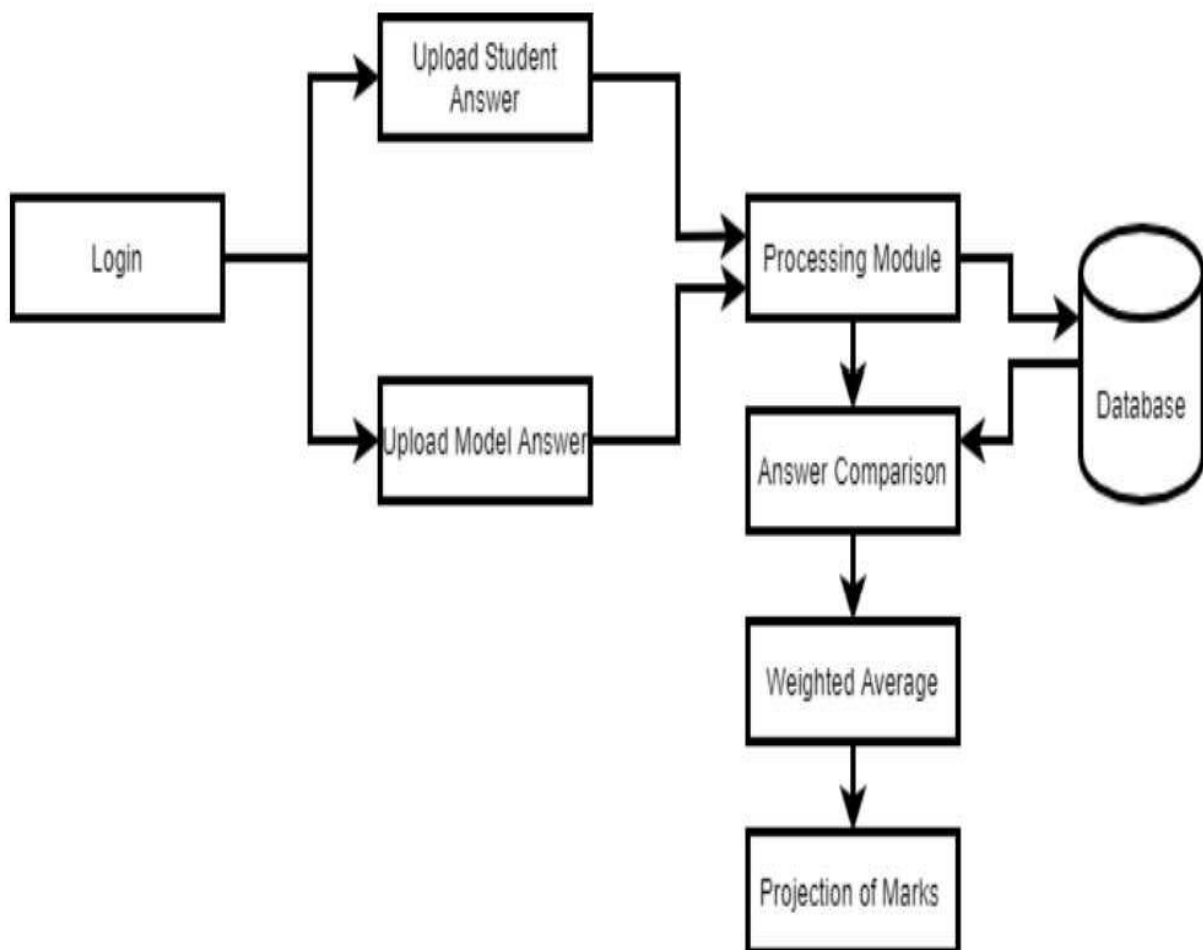 Upload Student
Answer
Login
Processing Module
Upload Model Answer
Database
Answer Comparison
Weighted Average
Projection of Marks